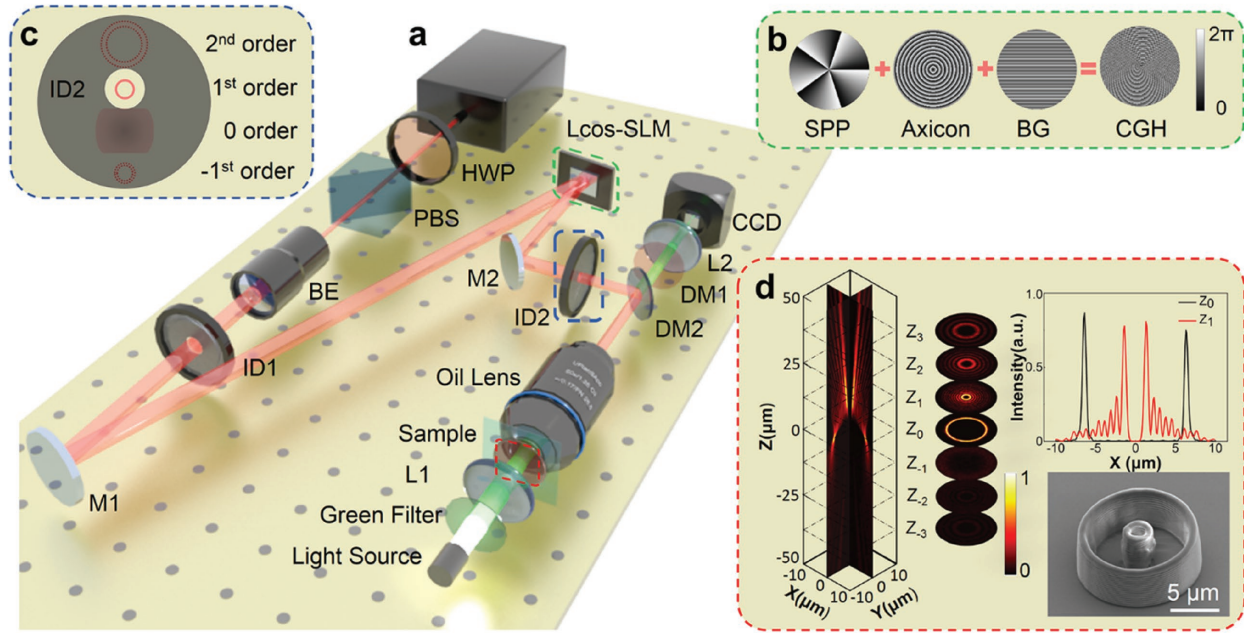 c
2nd order
ID2
1st order
0 order
-1st order
a
HWP
Lcos-SLM
PBS
CCD
BE
M2
L2
DM1
ID2
DM2
ID1
Oil Lens
Sample
M1
L1
Green Filter
Light Source
b
2π
0
SPP + Axicon + BG = CGH
d
50
25
0
-25
-50
Z(μm)
-10 0 10
X(μm)
-10 0 10
Y(μm)
Z3
Z2
Z1
Z0
Z-1
Z-2
Z-3
1
0
1.0
0.5
0.0
Intensity(a.u.)
Z0
Z1
-10 -5 0 5 10
X (μm)
5 μm